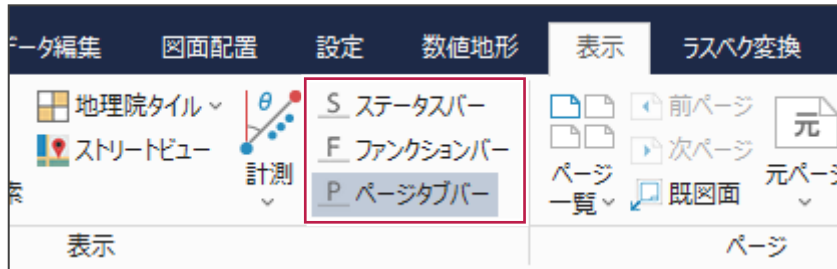 ータ編集 図面配置 設定 数値地形 表示 ラスベク変換
地理院タイル
ストリートビュー
索
θ
計測
S ステータスバー
F ファンクションバー
P ページタブバー
表示
ページ
一覧
前ページ
次ページ
既図面
元
元ペー
ページ